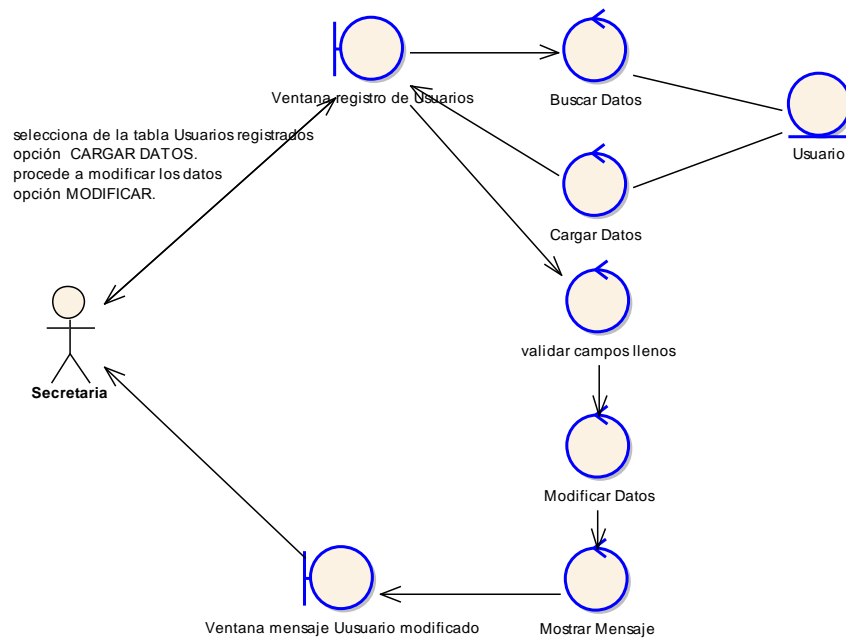 Ventana registro de Usuarios
Buscar Datos
Usuario
selecciona de la tabla Usuarios registrados
opción CARGAR DATOS.
procede a modificar los datos
opción MODIFICAR.
Cargar Datos
validar campos llenos
Secretaria
Modificar Datos
Ventana mensaje Uusuario modificado
Mostrar Mensaje